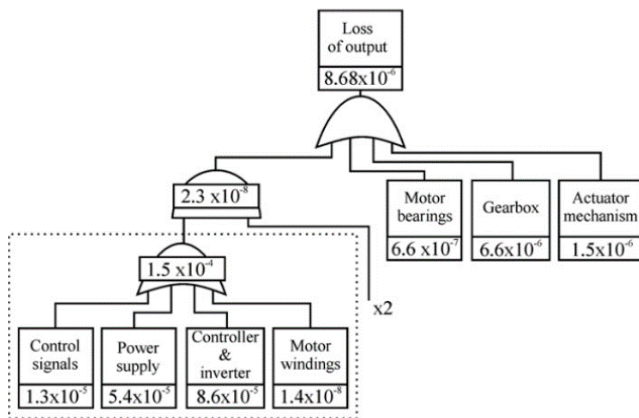 Loss
of output
8.68x10⁻⁶
2.3 x10⁻⁸
Motor
bearings
6.6 x10⁻⁷
Gearbox
6.6x10⁻⁶
Actuator
mechanism
1.5x10⁻⁶
1.5 x10⁻⁴
x2
Control
signals
1.3x10⁻⁵
Power
supply
5.4x10⁻⁵
Controller
&
inverter
8.6x10⁻⁵
Motor
windings
1.4x10⁻⁸